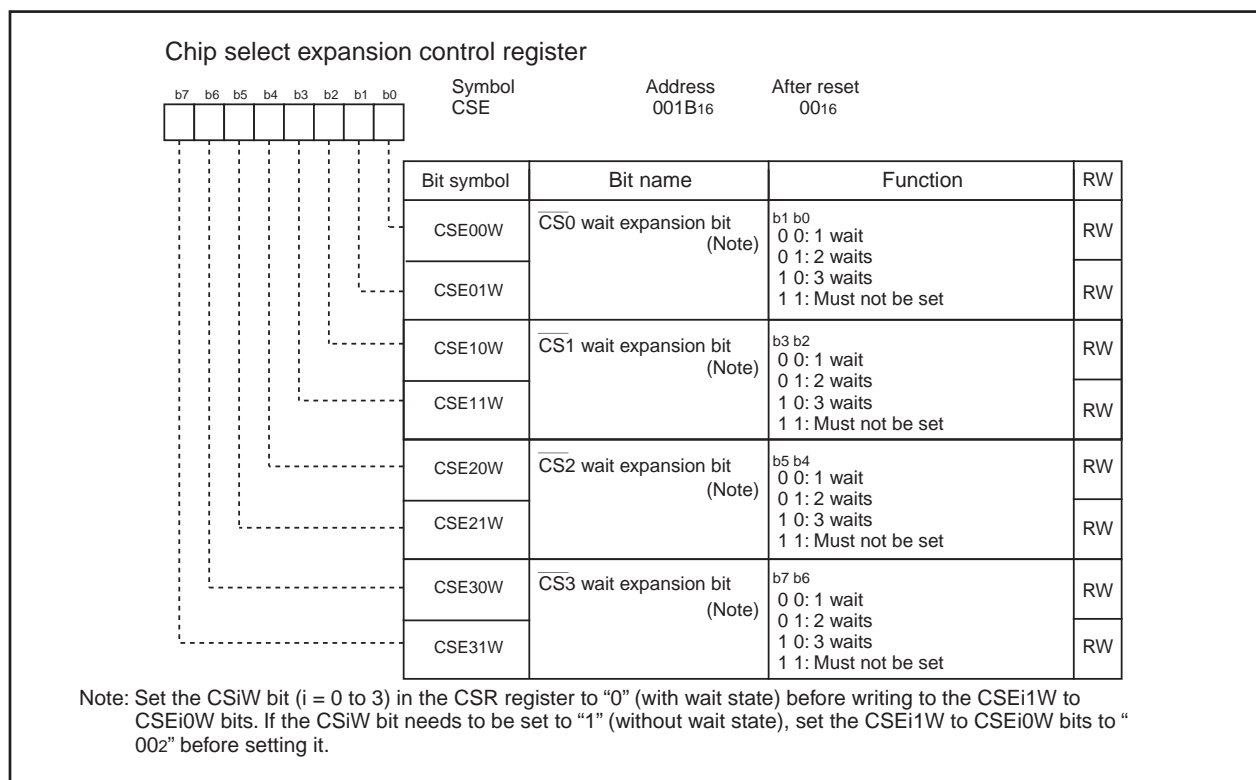 Chip select expansion control register
b7 b6 b5 b4 b3 b2 b1 b0
Symbol Address After reset
CSE 001B16 0016
Bit symbol Bit name Function RW
CSE00W CS0 wait expansion bit (Note) b1 b0 RW
0 0: 1 wait
0 1: 2 waits
CSE01W 1 0: 3 waits RW
1 1: Must not be set
CSE10W CS1 wait expansion bit (Note) b3 b2 RW
0 0: 1 wait
0 1: 2 waits
CSE11W 1 0: 3 waits RW
1 1: Must not be set
CSE20W CS2 wait expansion bit (Note) b5 b4 RW
0 0: 1 wait
0 1: 2 waits
CSE21W 1 0: 3 waits RW
1 1: Must not be set
CSE30W CS3 wait expansion bit (Note) b7 b6 RW
0 0: 1 wait
0 1: 2 waits
CSE31W 1 0: 3 waits RW
1 1: Must not be set
Note: Set the CSiW bit (i = 0 to 3) in the CSR register to “0” (with wait state) before writing to the CSEi1W to
CSEi0W bits. If the CSiW bit needs to be set to “1” (without wait state), set the CSEi1W to CSEi0W bits to “
002” before setting it.